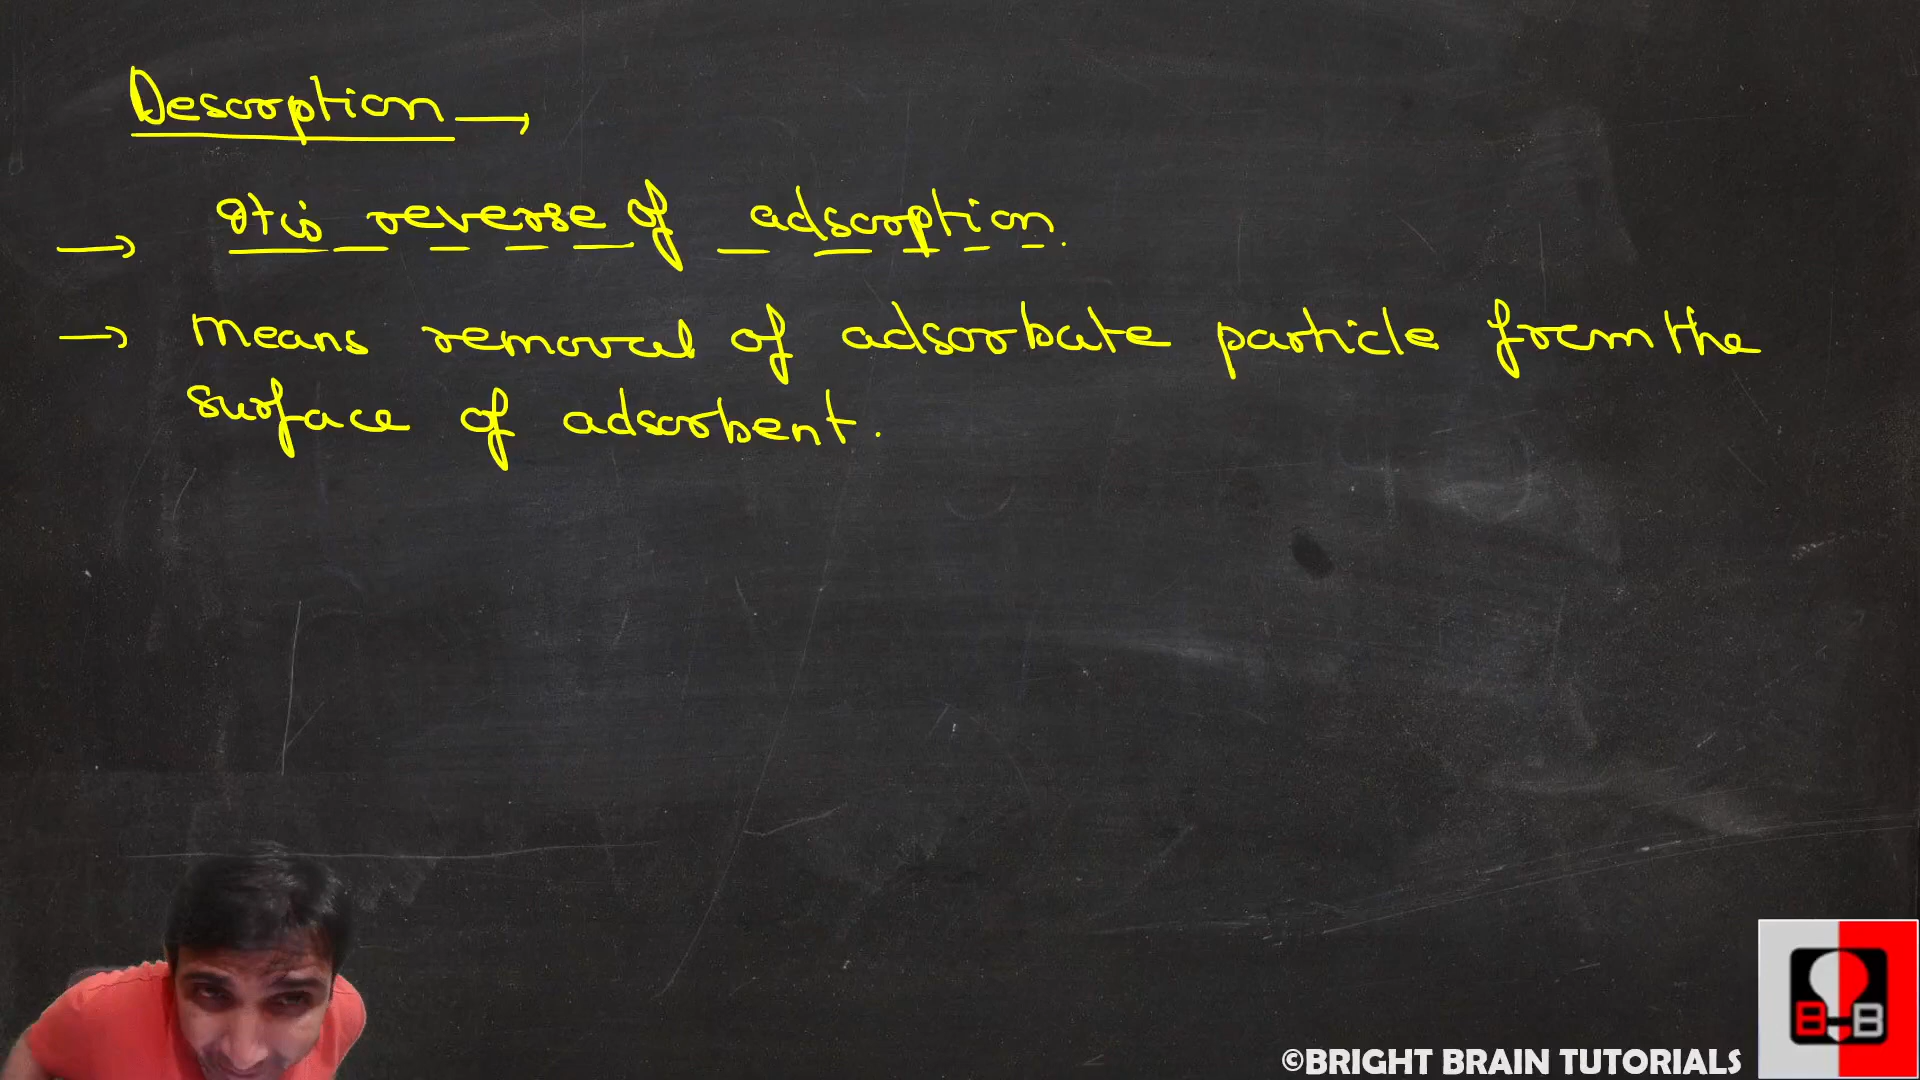 Desorption →
→ It is reverse of adsorption.
→ Means removal of adsorbate particle from the
surface of adsorbent.
B B
©BRIGHT BRAIN TUTORIALS